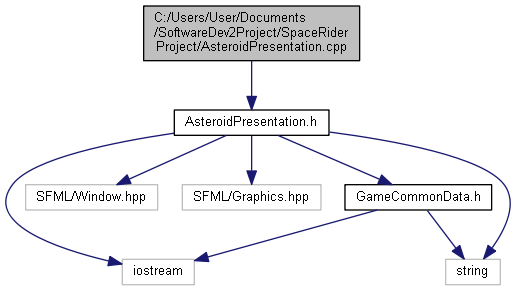 C:/Users/User/Documents
/SoftwareDev2Project/SpaceRider
Project/AsteroidPresentation.cpp
AsteroidPresentation.h
SFML/Window.hpp
SFML/Graphics.hpp
GameCommonData.h
iostream
string